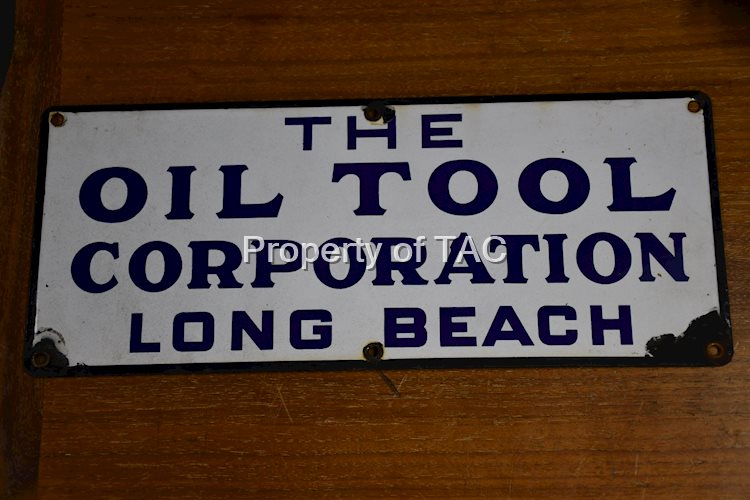 THE
OIL TOOL
CORPORATION
Property of TAC
LONG BEACH